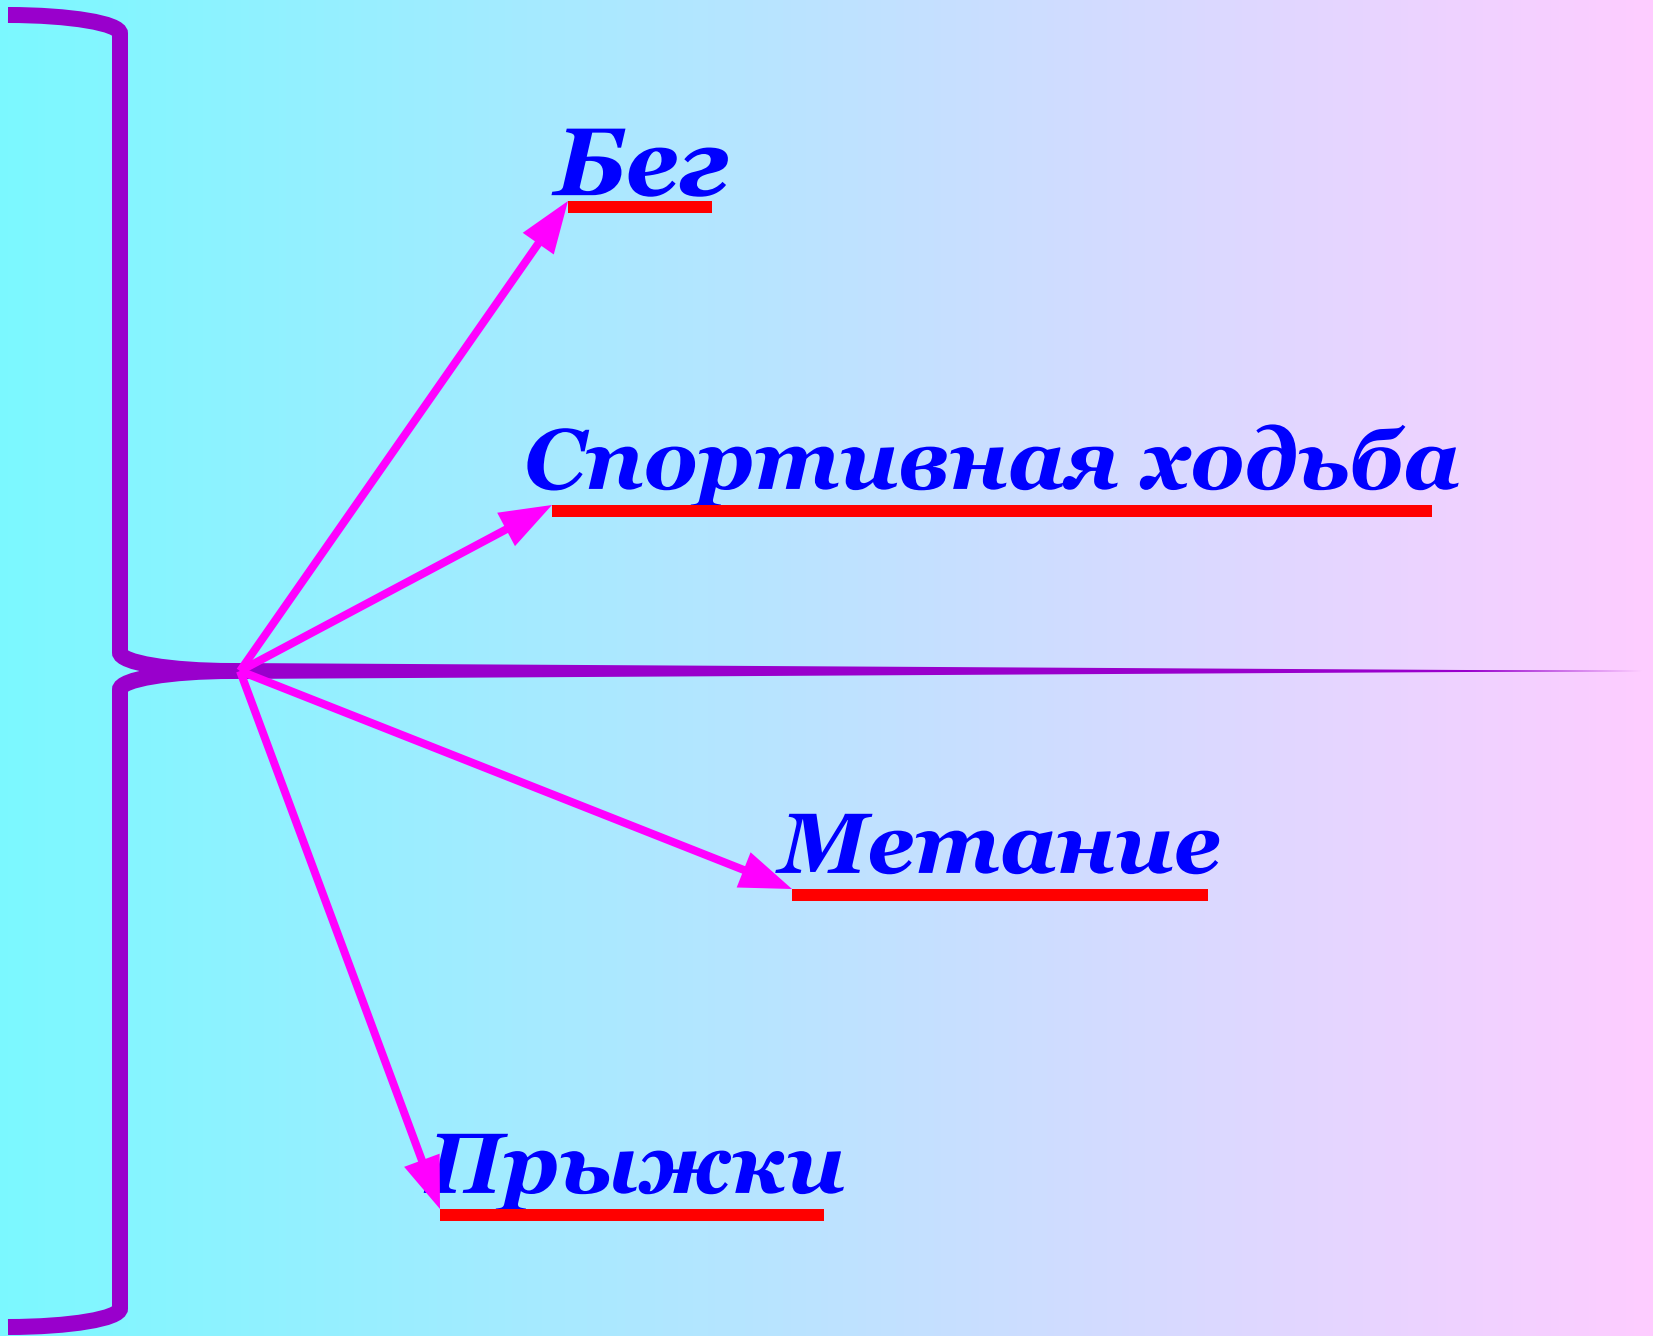 Бег
Спортивная ходьба
Метание
Прыжки